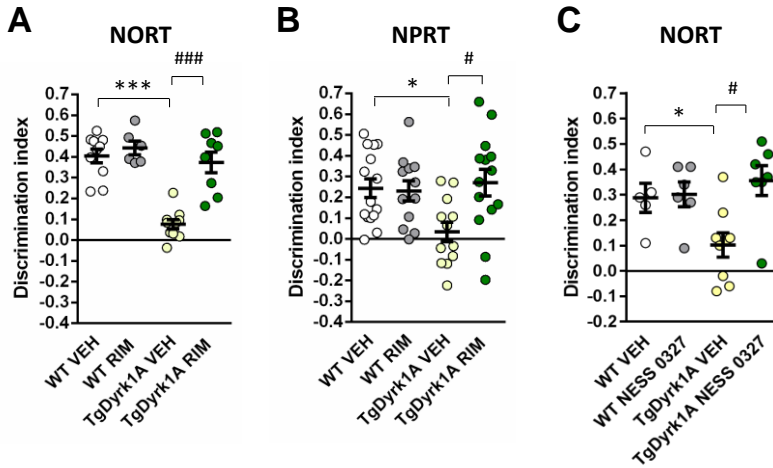 A
NORT
***
###
Discrimination index
0.7
0.6
0.5
0.4
0.3
0.2
0.1
0.0
-0.1
-0.2
-0.3
-0.4
WT VEH
WT RIM
TgDyrk1A VEH
TgDyrk1A RIM
B
NPRT
*
#
Discrimination index
0.7
0.6
0.5
0.4
0.3
0.2
0.1
0.0
-0.1
-0.2
-0.3
-0.4
WT VEH
WT RIM
TgDyrk1A VEH
TgDyrk1A RIM
C
NORT
*
#
Discrimination index
0.6
0.5
0.4
0.3
0.2
0.1
0.0
-0.1
-0.2
WT VEH
WT NESS 0327
TgDyrk1A VEH
TgDyrk1A NESS 0327